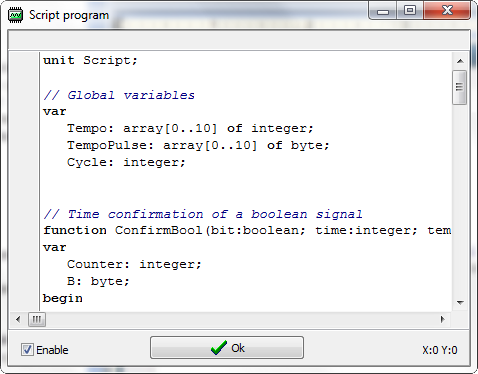 Script program
unit Script;
// Global variables
var
Tempo: array[0..10] of integer;
TempoPulse: array[0..10] of byte;
Cycle: integer;
// Time confirmation of a boolean signal
function ConfirmBool(bit:boolean; time:integer; tem
var
Counter: integer;
B: byte;
begin
Enable
Ok
X:0 Y:0